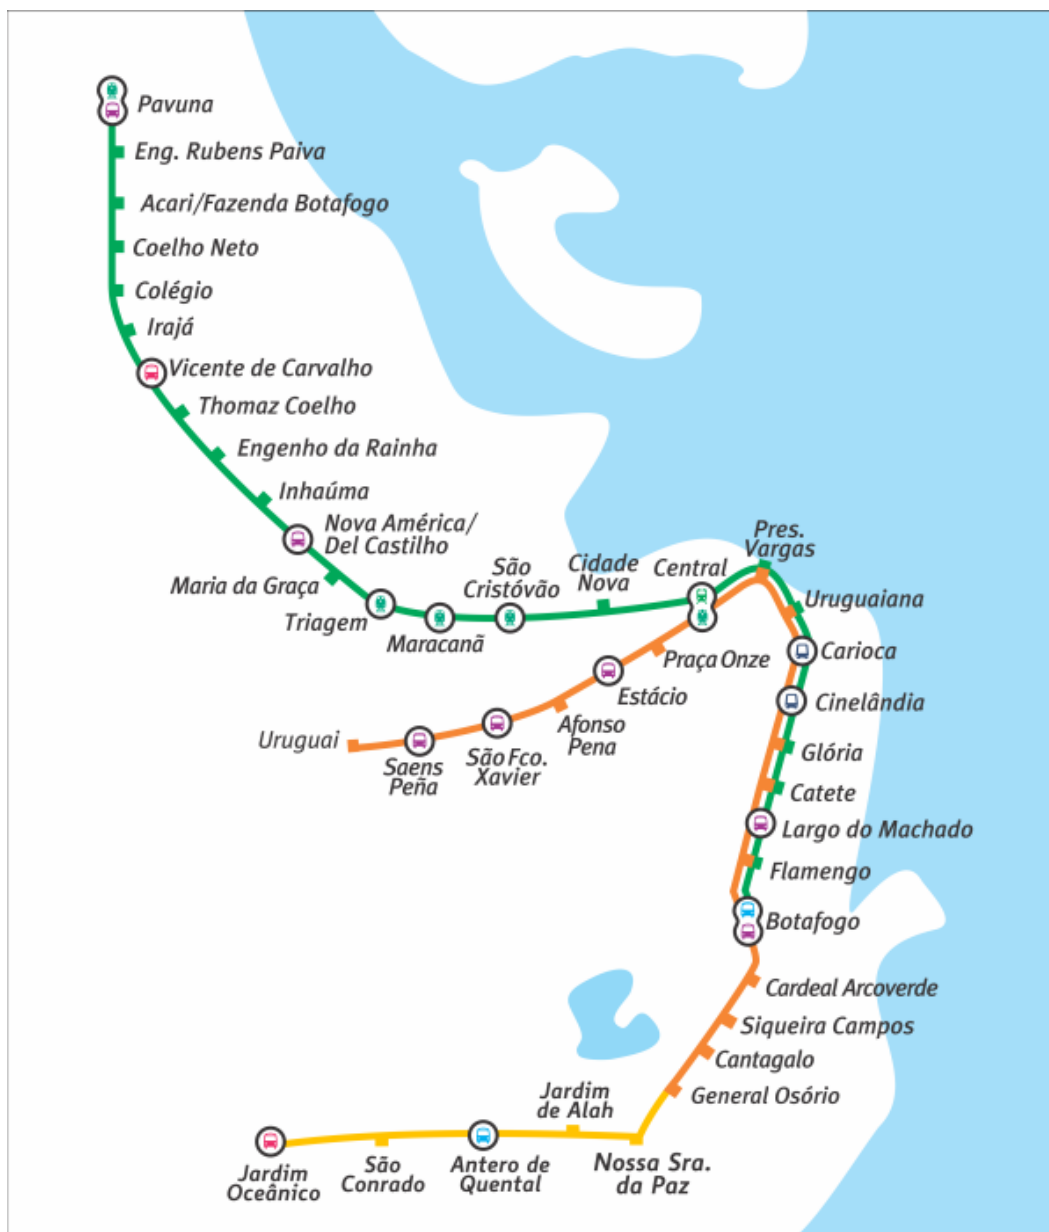 Pavuna
Eng. Rubens Paiva
Acari/Fazenda Botafogo
Coelho Neto
Colégio
Irajá
Vicente de Carvalho
Thomaz Coelho
Engenho da Rainha
Inhaúma
Nova América/
Del Castilho
Maria da Graça
Triagem
Maracanã
São
Cristóvão
Cidade
Nova
Central
Pres.
Vargas
Uruguaiana
Carioca
Cinelândia
Praça Onze
Estácio
Afonso
Pena
São Fco.
Xavier
Saens
Peña
Uruguai
Glória
Catete
Largo do Machado
Flamengo
Botafogo
Cardeal Arcoverde
Siqueira Campos
Cantagalo
General Osório
Nossa Sra.
da Paz
Jardim
de Alah
Antero de
Quental
São
Conrado
Jardim
Oceânico